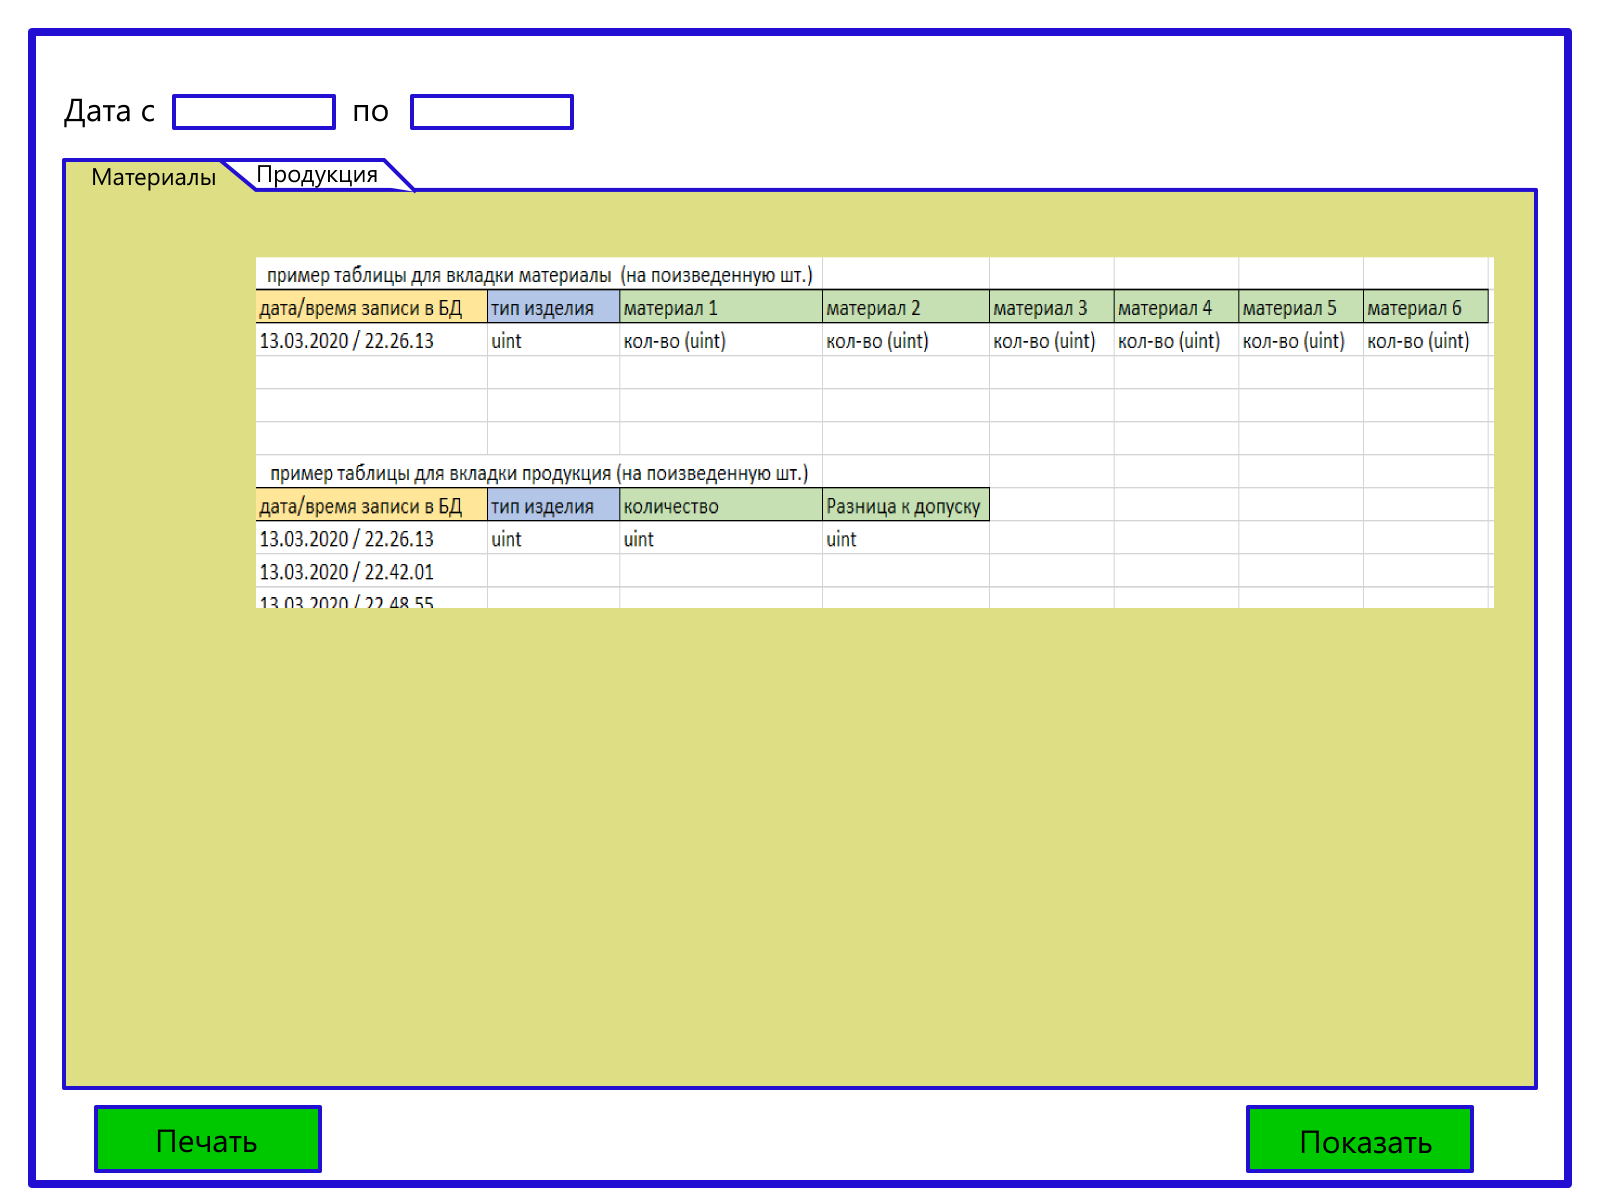 Дата с по
Материалы Продукция
пример таблицы для вкладки материалы (на поизведенную шт.)
дата/время записи в БД тип изделия материал 1 материал 2 материал 3 материал 4 материал 5 материал 6
13.03.2020 / 22.26.13 uint кол-во (uint) кол-во (uint) кол-во (uint) кол-во (uint) кол-во (uint) кол-во (uint)
пример таблицы для вкладки продукция (на поизведенную шт.)
дата/время записи в БД тип изделия количество Разница к допуску
13.03.2020 / 22.26.13 uint uint uint
13.03.2020 / 22.42.01
13.03.2020 / 22.48.55
Печать Показать